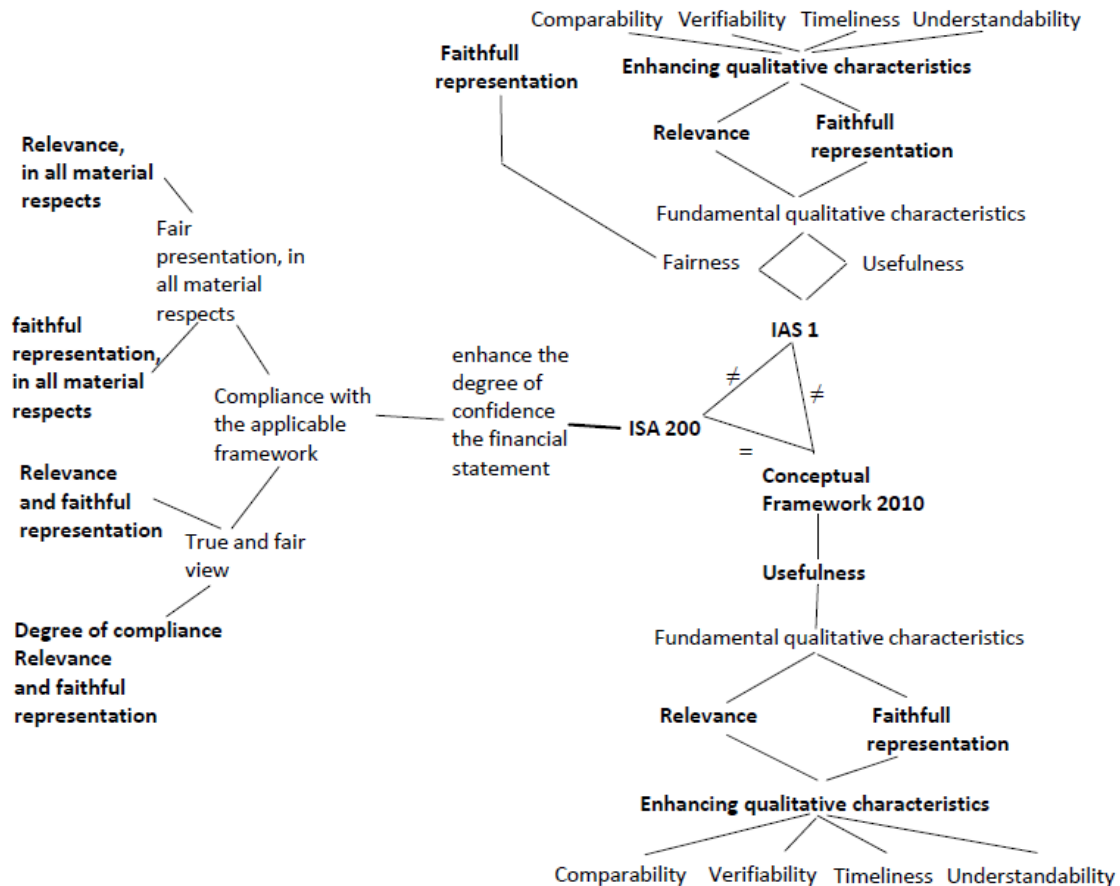 Comparability Verifiability Timeliness Understandability
Enhancing qualitative characteristics
Faithfull
representation
Relevance
Faithfull
representation
Fundamental qualitative characteristics
Fairness
Usefulness
IAS 1
≠
≠
=
ISA 200
Conceptual
Framework 2010
Usefulness
Fundamental qualitative characteristics
Relevance
Faithfull
representation
Enhancing qualitative characteristics
Comparability Verifiability Timeliness Understandability
enhance the
degree of
confidence
the financial
statement
Compliance with
the applicable
framework
Fair
presentation, in
all material
respects
Relevance,
in all material
respects
faithful
representation,
in all material
respects
True and fair
view
Relevance
and faithful
representation
Degree of compliance
Relevance
and faithful
representation